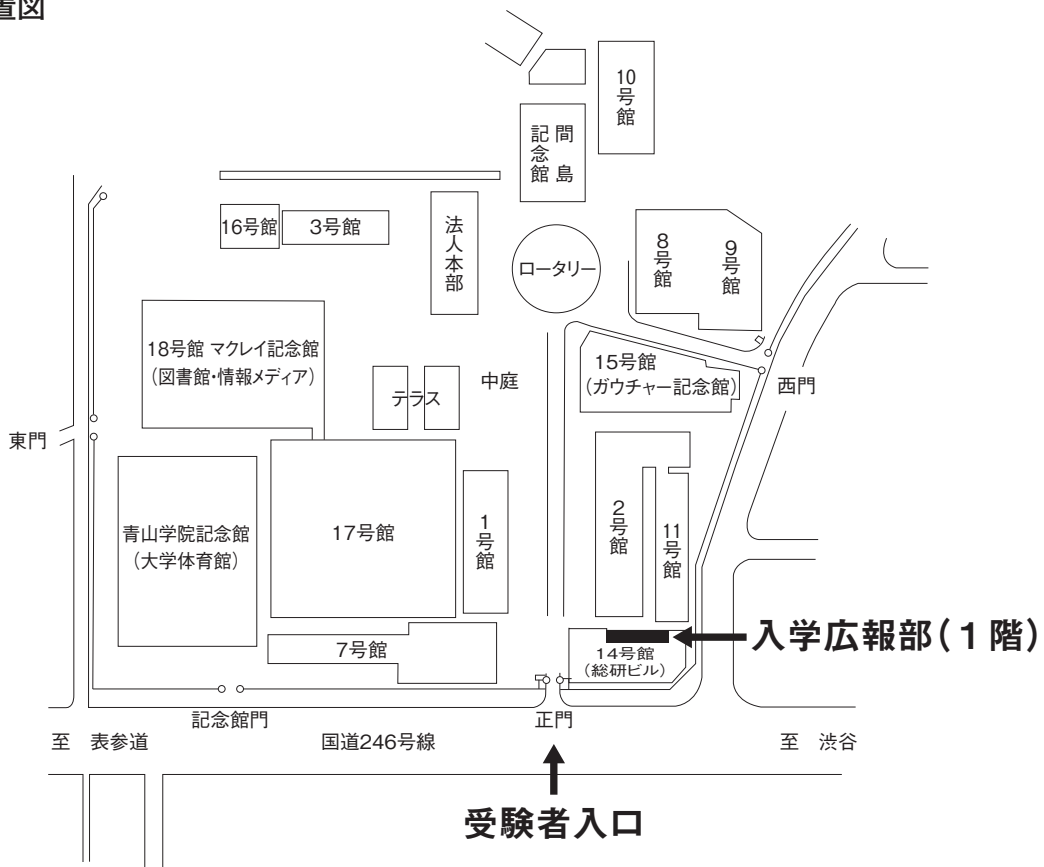 置図
10号館
間島記念館
16号館
3号館
法人本部
ロータリー
8号館
9号館
18号館 マクレイ記念館
(図書館・情報メディア)
テラス
中庭
15号館
(ガウチャー記念館)
西門
東門
青山学院記念館
(大学体育館)
17号館
1号館
2号館
11号館
入学広報部(1階)
7号館
14号館
(総研ビル)
記念館門
正門
至 表参道
国道246号線
至 渋谷
受験者入口